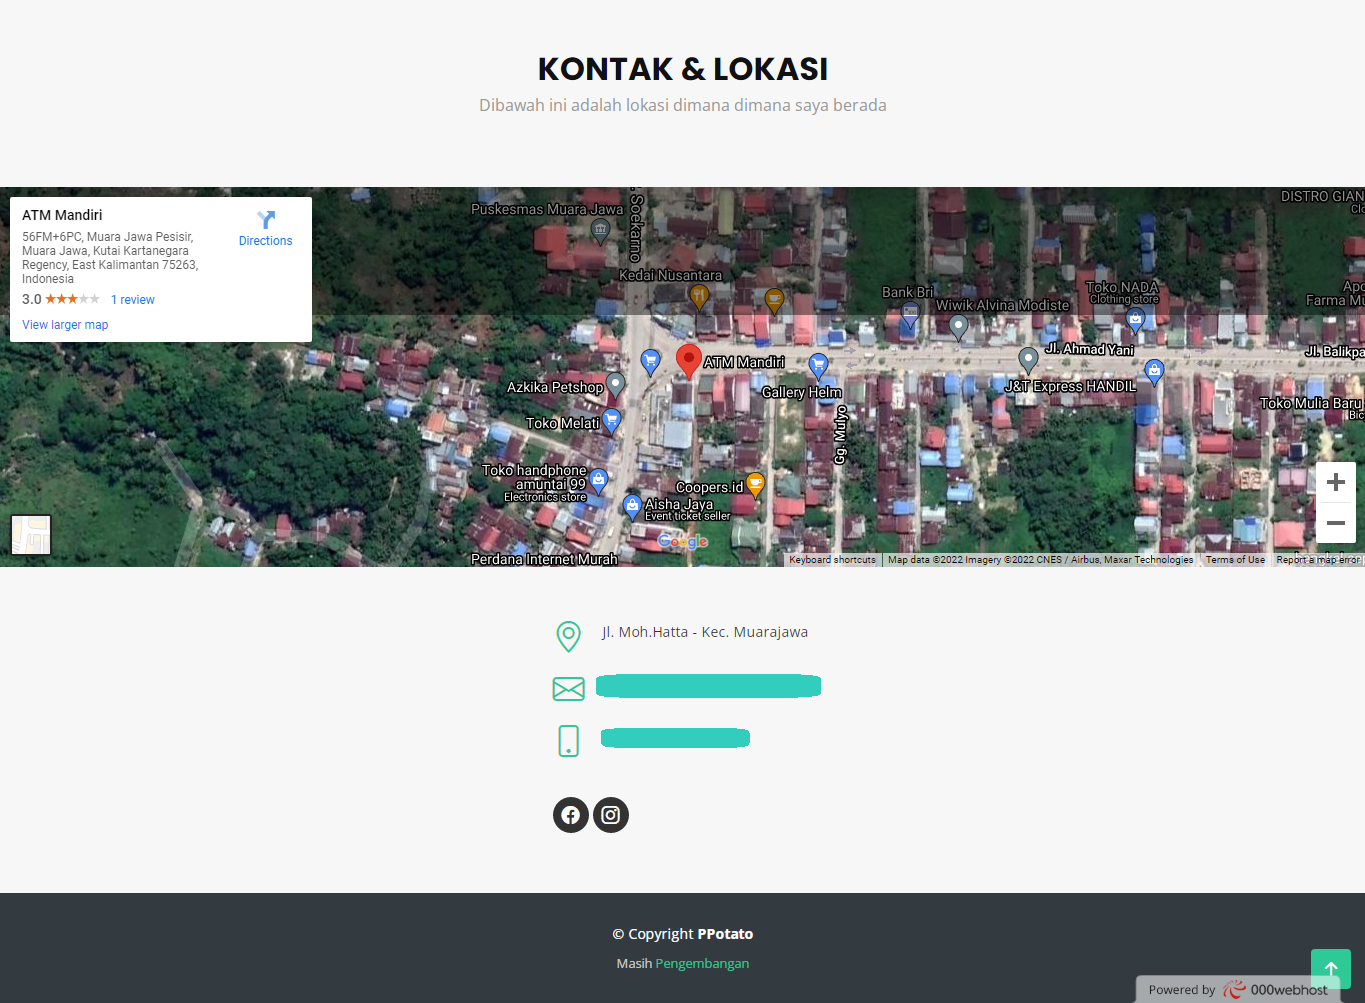 KONTAK & LOKASI
Dibawah ini adalah lokasi dimana dimana saya berada
ATM Mandiri
Directions
56FM+6PC, Muara Jawa Pesisir,
Muara Jawa, Kutai Kartanegara
Regency, East Kalimantan 75263,
Indonesia
3.0
1 review
View larger map
Puskesmas Muara Jawa
Soekarno
DISTRO GIAN
Clo
Kedai Nusantara
Bank Bri
Wiwik Alvina Modiste
Toko NADA
Clothing store
Apo
Farma Mu
ATM Mandiri
Jl. Ahmad Yani
Jl. Balikpa
Azkika Petshop
Gallery Helm
J&T Express HANDIL
Toko Melati
Gg. Mulyo
Toko Mulia Baru
Bic
Toko handphone
amuntai 99
Electronics store
Coopers.id
Aisha Jaya
Event ticket seller
Google
Perdana Internet Murah
Keyboard shortcuts
Map data ©2022 Imagery ©2022 CNES / Airbus, Maxar Technologies
Terms of Use
Report a map error
Jl. Moh.Hatta - Kec. Muarajawa
© Copyright PPotato
Masih Pengembangan
Powered by 000webhost